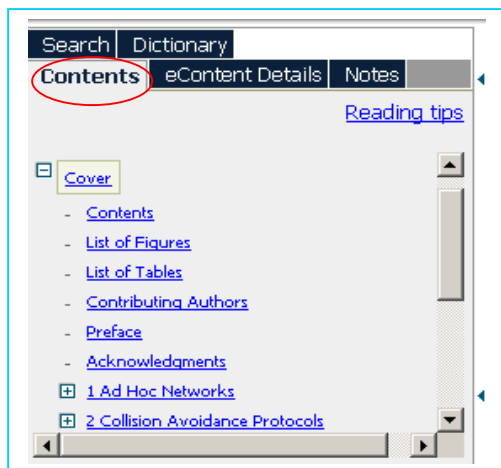 Search Dictionary
Contents eContent Details Notes
Reading tips
Cover
- Contents
- List of Figures
- List of Tables
- Contributing Authors
- Preface
- Acknowledgments
1 Ad Hoc Networks
2 Collision Avoidance Protocols